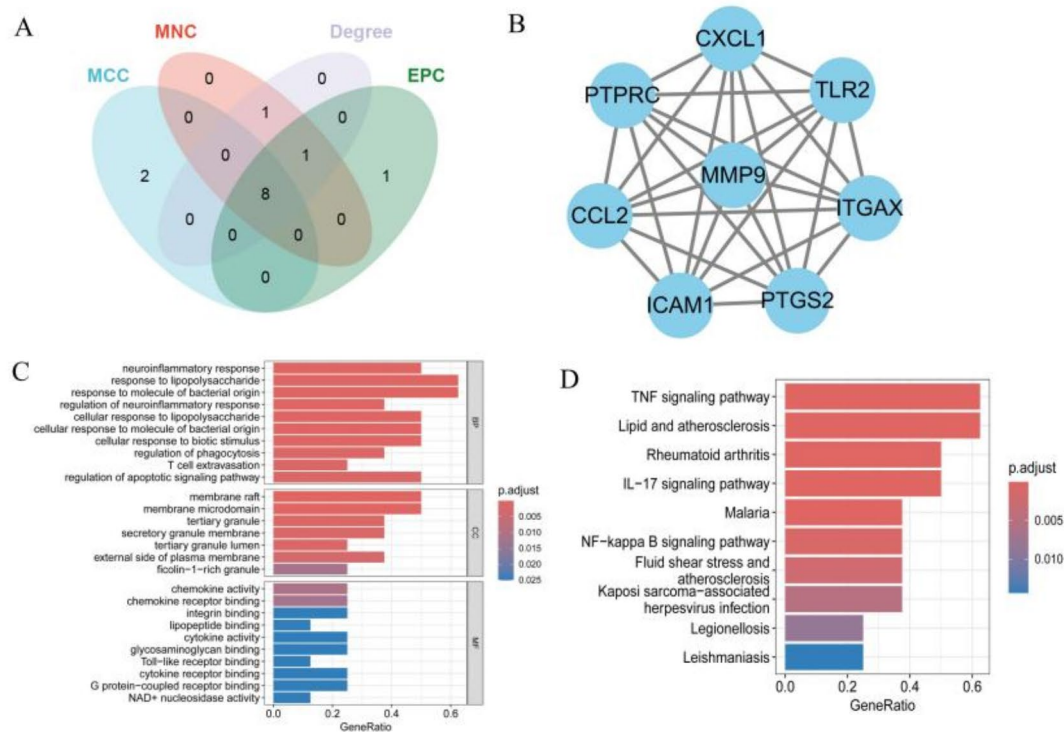 A
MNC
Degree
MCC
EPC
0
0
0
1
0
2
0
1
1
8
0
0
0
0
0
B
CXCL1
PTPRC
TLR2
MMP9
CCL2
ITGAX
ICAM1
PTGS2
C
neuroinflammatory response
response to lipopolysaccharide
response to molecule of bacterial origin
regulation of neuroinflammatory response
cellular response to lipopolysaccharide
cellular response to molecule of bacterial origin
cellular response to biotic stimulus
regulation of phagocytosis
T cell extravasation
regulation of apoptotic signaling pathway
BP
membrane raft
membrane microdomain
tertiary granule
secretory granule membrane
tertiary granule lumen
external side of plasma membrane
ficolin−1−rich granule
CC
chemokine activity
chemokine receptor binding
integrin binding
lipopeptide binding
cytokine activity
glycosaminoglycan binding
Toll−like receptor binding
cytokine receptor binding
G protein−coupled receptor binding
NAD+ nucleosidase activity
MF
0.0 0.2 0.4 0.6
GeneRatio
p.adjust
0.005
0.010
0.015
0.020
0.025
D
TNF signaling pathway
Lipid and atherosclerosis
Rheumatoid arthritis
IL−17 signaling pathway
Malaria
NF−kappa B signaling pathway
Fluid shear stress and
atherosclerosis
Kaposi sarcoma−associated
herpesvirus infection
Legionellosis
Leishmaniasis
0.0 0.2 0.4 0.6
GeneRatio
p.adjust
0.005
0.010